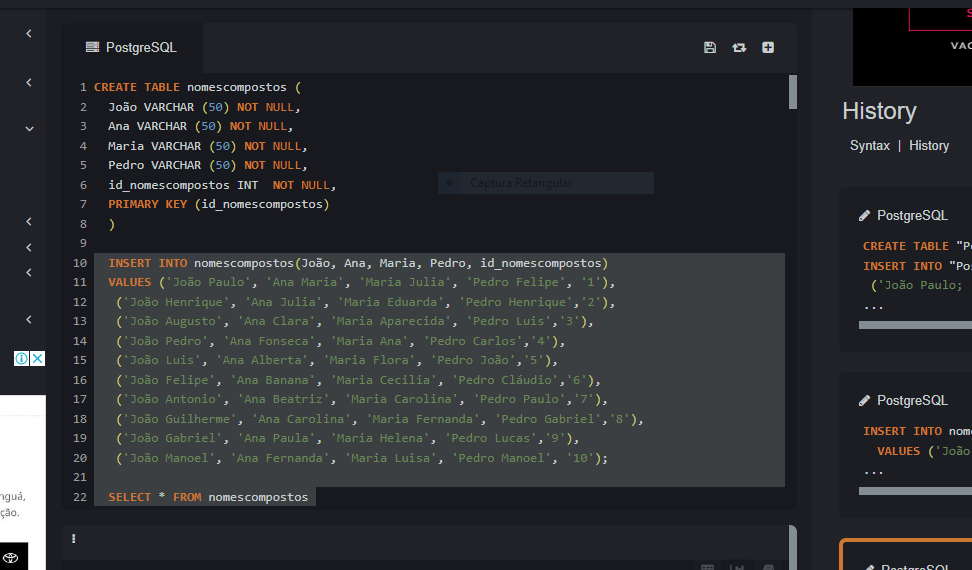 PostgreSQL
1 CREATE TABLE nomescompostos (
2 João VARCHAR (50) NOT NULL,
3 Ana VARCHAR (50) NOT NULL,
4 Maria VARCHAR (50) NOT NULL,
5 Pedro VARCHAR (50) NOT NULL,
6 id_nomescompostos INT  NOT NULL,
7 PRIMARY KEY (id_nomescompostos)
8 )
9
10 INSERT INTO nomescompostos(João, Ana, Maria, Pedro, id_nomescompostos)
11 VALUES ('João Paulo', 'Ana Maria', 'Maria Julia', 'Pedro Felipe', '1'),
12 ('João Henrique', 'Ana Julia', 'Maria Eduarda', 'Pedro Henrique','2'),
13 ('João Augusto', 'Ana Clara', 'Maria Aparecida', 'Pedro Luis','3'),
14 ('João Pedro', 'Ana Fonseca', 'Maria Ana', 'Pedro Carlos','4'),
15 ('João Luis', 'Ana Alberta', 'Maria Flora', 'Pedro João','5'),
16 ('João Felipe', 'Ana Banana', 'Maria Cecilia', 'Pedro Cláudio','6'),
17 ('João Antonio', 'Ana Beatriz', 'Maria Carolina', 'Pedro Paulo','7'),
18 ('João Guilherme', 'Ana Carolina', 'Maria Fernanda', 'Pedro Gabriel','8'),
19 ('João Gabriel', 'Ana Paula', 'Maria Helena', 'Pedro Lucas','9'),
20 ('João Manoel', 'Ana Fernanda', 'Maria Luisa', 'Pedro Manoel', '10');
21
22 SELECT * FROM nomescompostos
Captura Retangular
nguá,
ção.
VAC
History
Syntax | History
PostgreSQL
CREATE TABLE "Po
INSERT INTO "Pos
('João Paulo;
...
PostgreSQL
INSERT INTO nome
VALUES ('João
...
PostgreSQL